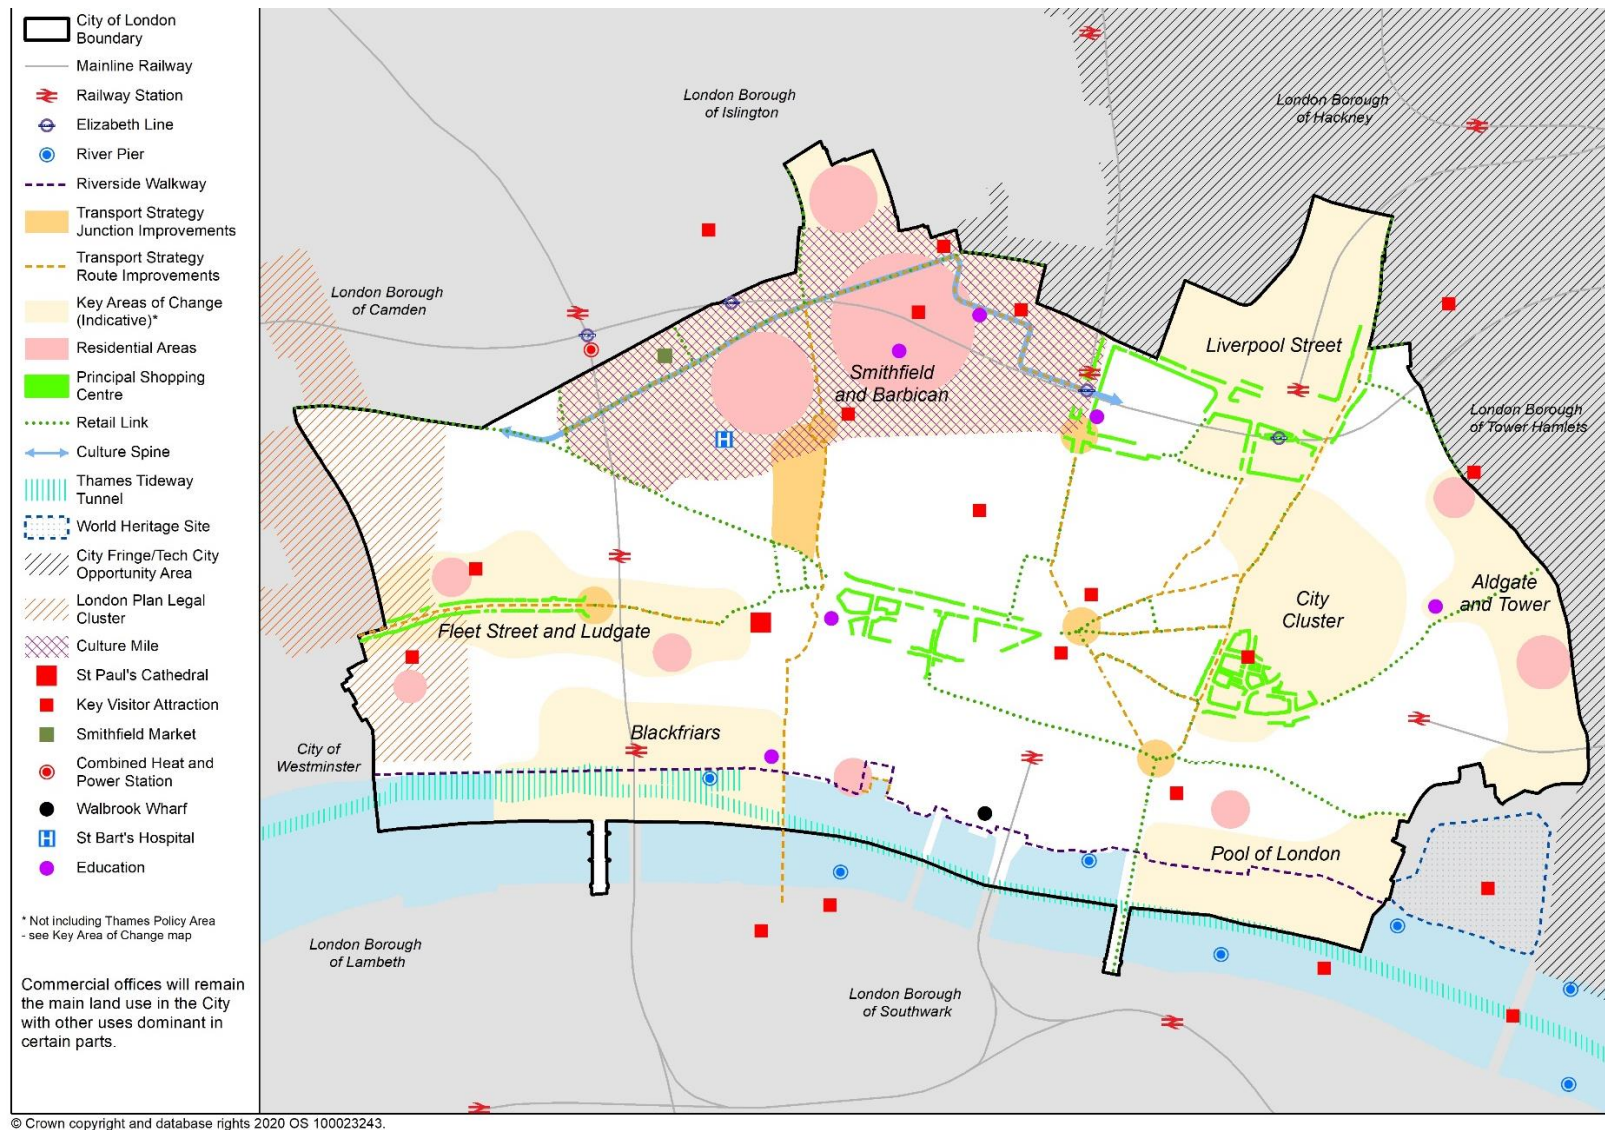 City of London
Boundary
Mainline Railway
Railway Station
Elizabeth Line
River Pier
Riverside Walkway
Transport Strategy
Junction Improvements
Transport Strategy
Route Improvements
Key Areas of Change
(Indicative)*
Residential Areas
Principal Shopping
Centre
Retail Link
Culture Spine
Thames Tideway
Tunnel
World Heritage Site
City Fringe/Tech City
Opportunity Area
London Plan Legal
Cluster
Culture Mile
St Paul's Cathedral
Key Visitor Attraction
Smithfield Market
Combined Heat and
Power Station
Walbrook Wharf
H St Bart's Hospital
Education
* Not including Thames Policy Area
- see Key Area of Change map
Commercial offices will remain
the main land use in the City
with other uses dominant in
certain parts.
London Borough
of Islington
London Borough
of Hackney
London Borough
of Camden
Liverpool Street
Smithfield
and Barbican
London Borough
of Tower Hamlets
H
Aldgate
and Tower
City
Cluster
Fleet Street and Ludgate
Blackfriars
City of
Westminster
Pool of London
London Borough
of Lambeth
London Borough
of Southwark
© Crown copyright and database rights 2020 OS 100023243.